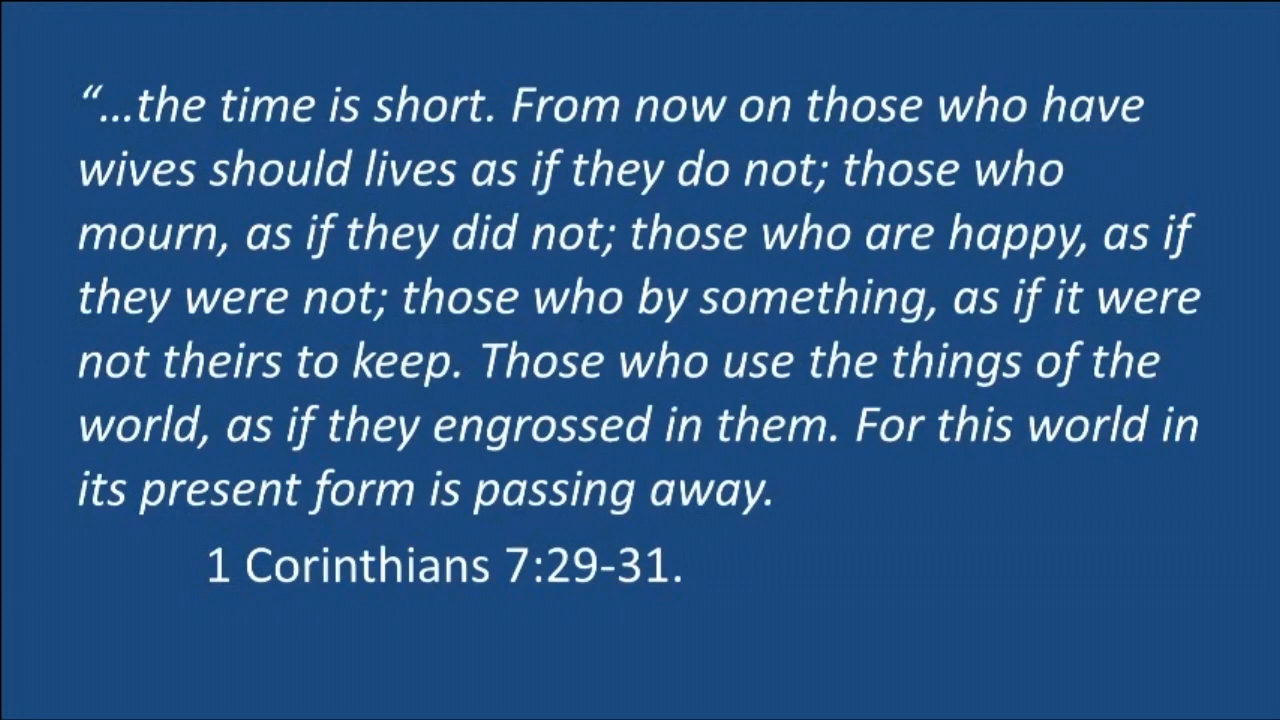 “...the time is short. From now on those who have
wives should lives as if they do not; those who
mourn, as if they did not; those who are happy, as if
they were not; those who by something, as if it were
not theirs to keep. Those who use the things of the
world, as if they engrossed in them. For this world in
its present form is passing away.
1 Corinthians 7:29-31.